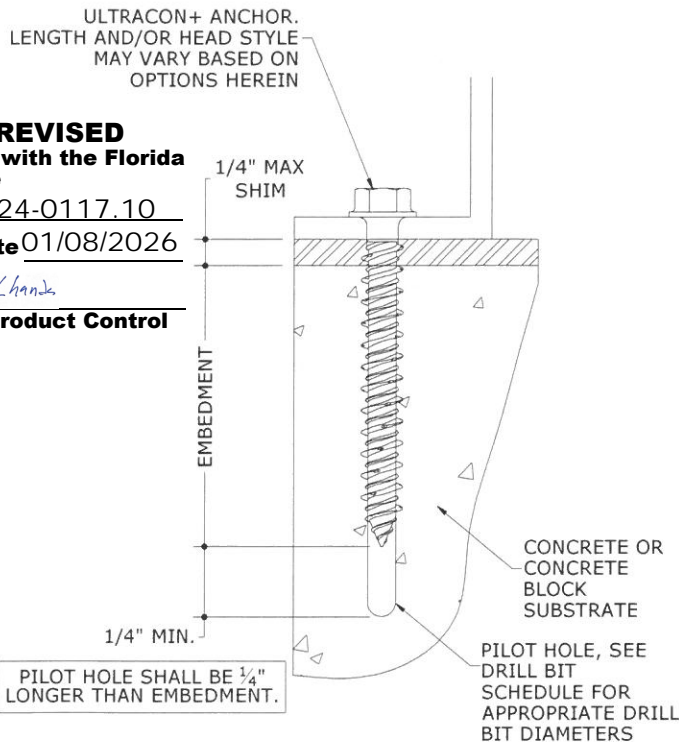 ULTRACON+ ANCHOR.
LENGTH AND/OR HEAD STYLE
MAY VARY BASED ON
OPTIONS HEREIN
REVISED
with the Florida
24-0117.10
te 01/08/2026
roduct Control
1/4" MAX
SHIM
EMBEDMENT
1/4" MIN.
PILOT HOLE SHALL BE 1/4"
LONGER THAN EMBEDMENT.
CONCRETE OR
CONCRETE
BLOCK
SUBSTRATE
PILOT HOLE, SEE
DRILL BIT
SCHEDULE FOR
APPROPRIATE DRILL
BIT DIAMETERS